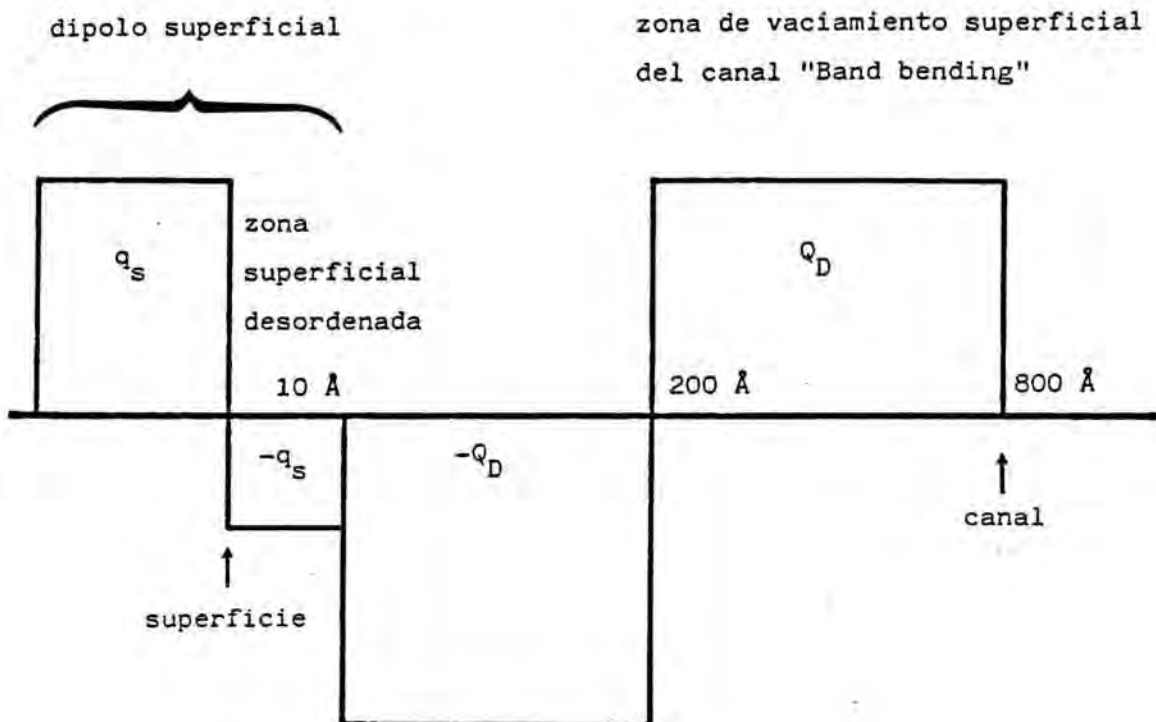 dipolo superficial
zona de vaciamiento superficial
del canal "Band bending"
q_s
zona
superficial
desordenada
10 Å
Q_D
200 Å
800 Å
-q_s
-Q_D
canal
superficie